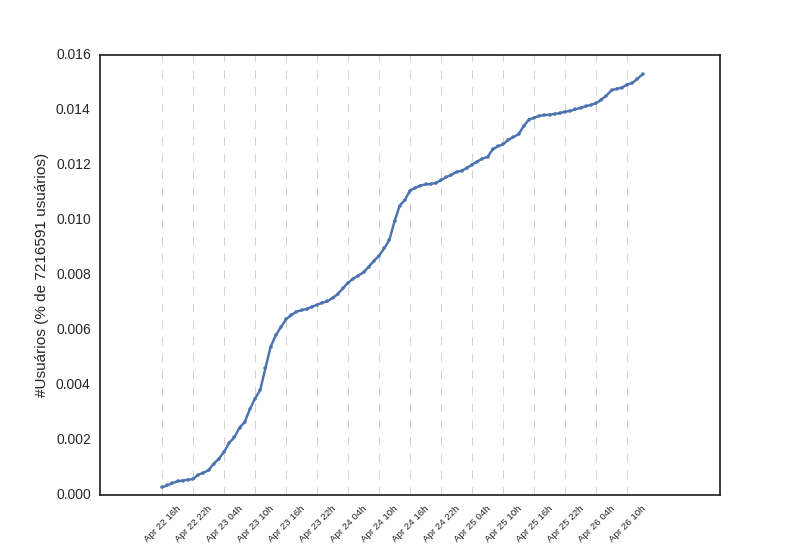 0.016
0.014
0.012
0.010
0.008
0.006
0.004
0.002
0.000
#Usuários (% de 7216591 usuários)
Apr 22 16h
Apr 22 22h
Apr 23 04h
Apr 23 10h
Apr 23 16h
Apr 23 22h
Apr 24 04h
Apr 24 10h
Apr 24 16h
Apr 24 22h
Apr 25 04h
Apr 25 10h
Apr 25 16h
Apr 25 22h
Apr 26 04h
Apr 26 10h